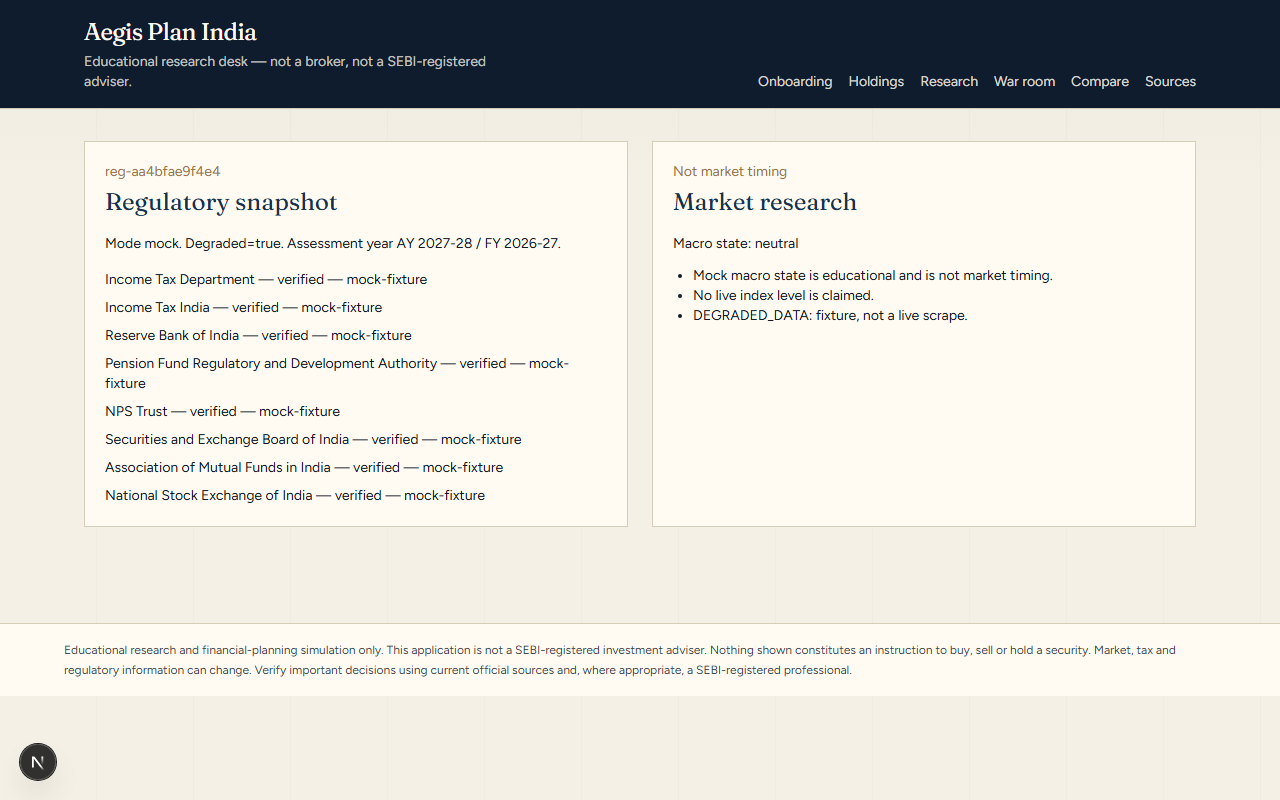 Aegis Plan India
Educational research desk — not a broker, not a SEBI-registered
adviser.
Onboarding Holdings Research War room Compare Sources
reg-aa4bfae9f4e4
Regulatory snapshot
Mode mock. Degraded=true. Assessment year AY 2027-28 / FY 2026-27.
Income Tax Department — verified — mock-fixture
Income Tax India — verified — mock-fixture
Reserve Bank of India — verified — mock-fixture
Pension Fund Regulatory and Development Authority — verified — mock-
fixture
NPS Trust — verified — mock-fixture
Securities and Exchange Board of India — verified — mock-fixture
Association of Mutual Funds in India — verified — mock-fixture
National Stock Exchange of India — verified — mock-fixture
Not market timing
Market research
Macro state: neutral
• Mock macro state is educational and is not market timing.
• No live index level is claimed.
• DEGRADED_DATA: fixture, not a live scrape.
Educational research and financial-planning simulation only. This application is not a SEBI-registered investment adviser. Nothing shown constitutes an instruction to buy, sell or hold a security. Market, tax and
regulatory information can change. Verify important decisions using current official sources and, where appropriate, a SEBI-registered professional.
N